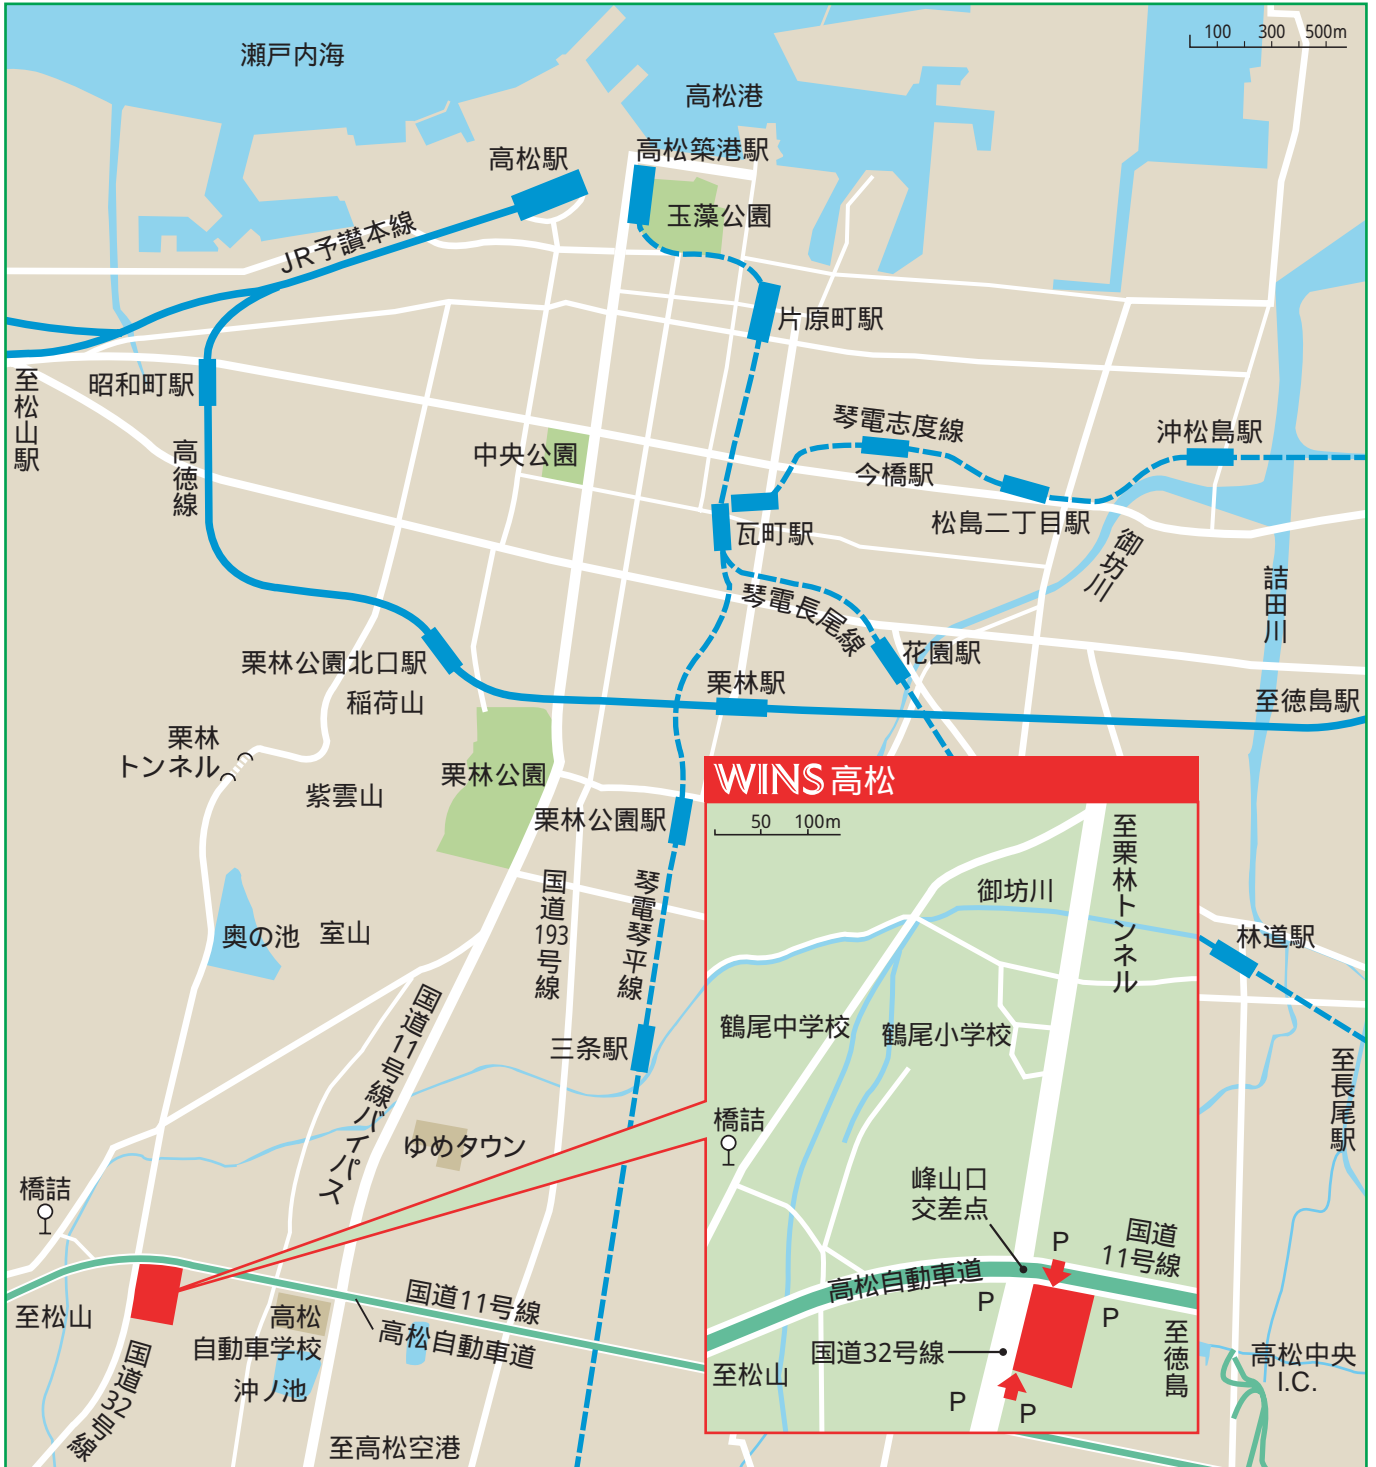 瀬戸内海
100 300 500m
高松港
高松駅
高松築港駅
玉藻公園
JR予讃本線
片原町駅
昭和町駅
至松山駅
高徳線
中央公園
琴電志度線
今橋駅
沖松島駅
松島二丁目駅
瓦町駅
御坊川
詰田川
琴電長尾線
花園駅
栗林公園北口駅
稲荷山
栗林駅
至徳島駅
栗林
トンネル
紫雲山
栗林公園
栗林公園駅
国道193号線
琴電琴平線
奥の池
室山
国道11号線バイパス
三条駅
林道駅
至長尾駅
ゆめタウン
橋詰
至松山
国道32号線
高松
自動車学校
沖ノ池
国道11号線
高松自動車道
至高松空港
高松中央
I.C.
WINS高松
50 100m
至栗林トンネル
御坊川
鶴尾中学校
鶴尾小学校
橋詰
峰山口
交差点
国道
11号線
高松自動車道
P
P
P
P
P
国道32号線
至松山
至徳島